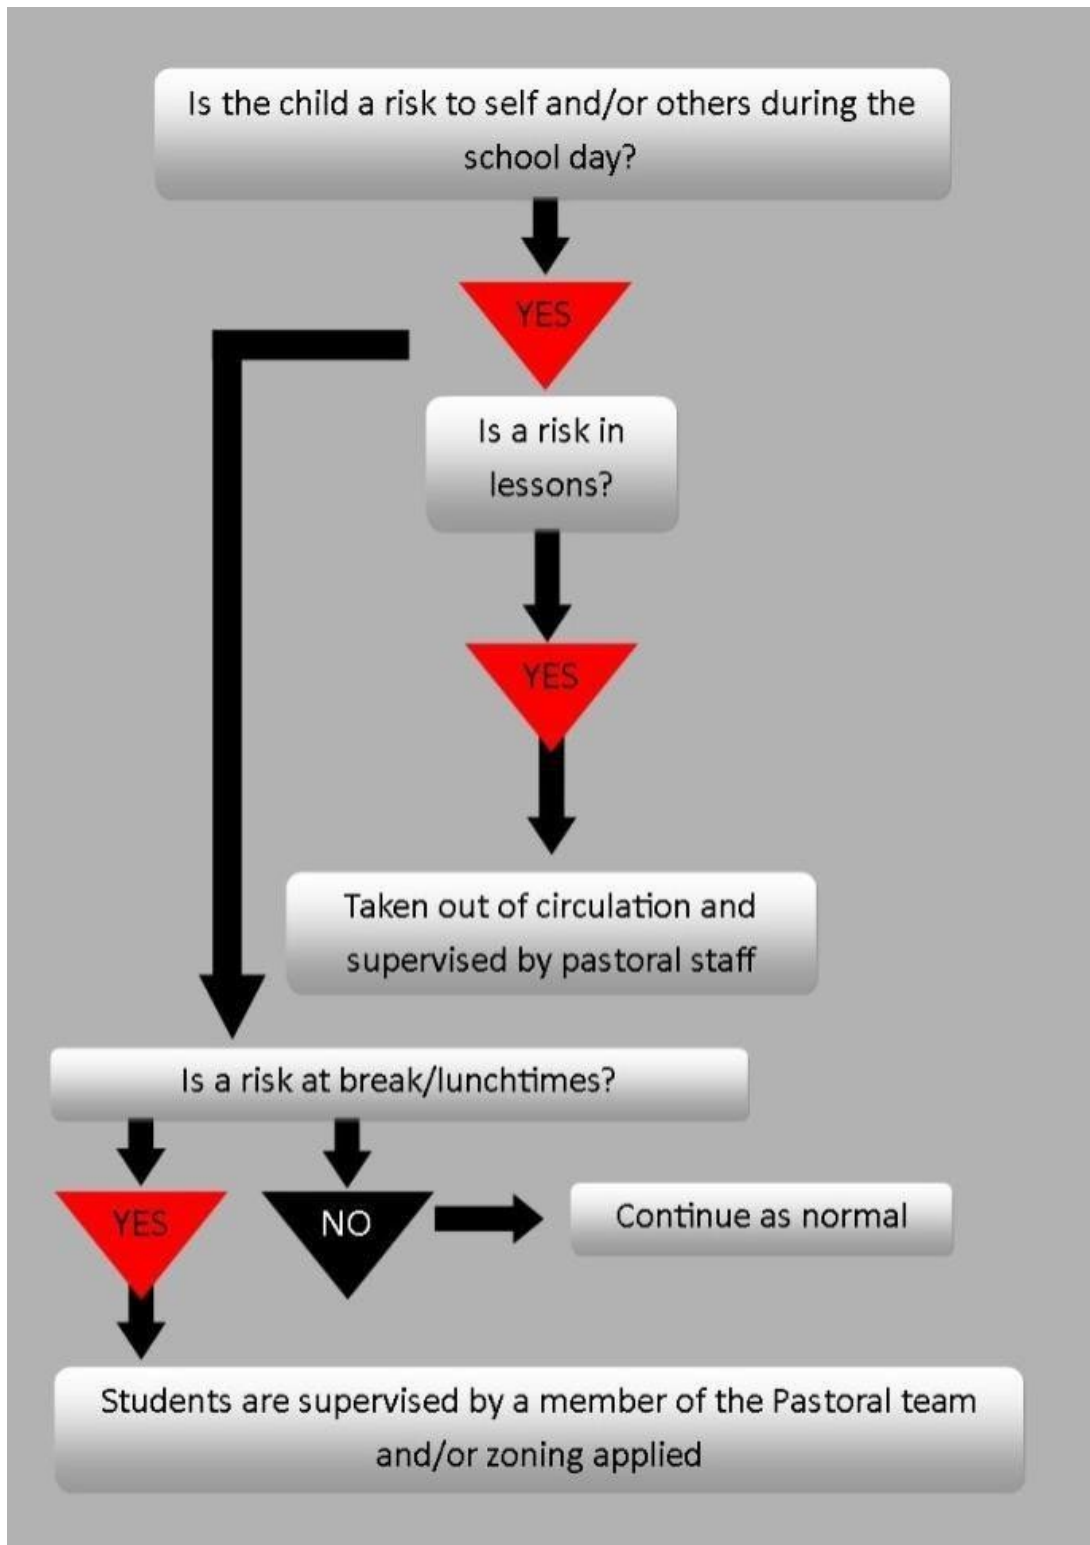 Is the child a risk to self and/or others during the
school day?
YES
Is a risk in
lessons?
YES
Taken out of circulation and
supervised by pastoral staff
Is a risk at break/lunchtimes?
YES
NO
Continue as normal
Students are supervised by a member of the Pastoral team
and/or zoning applied